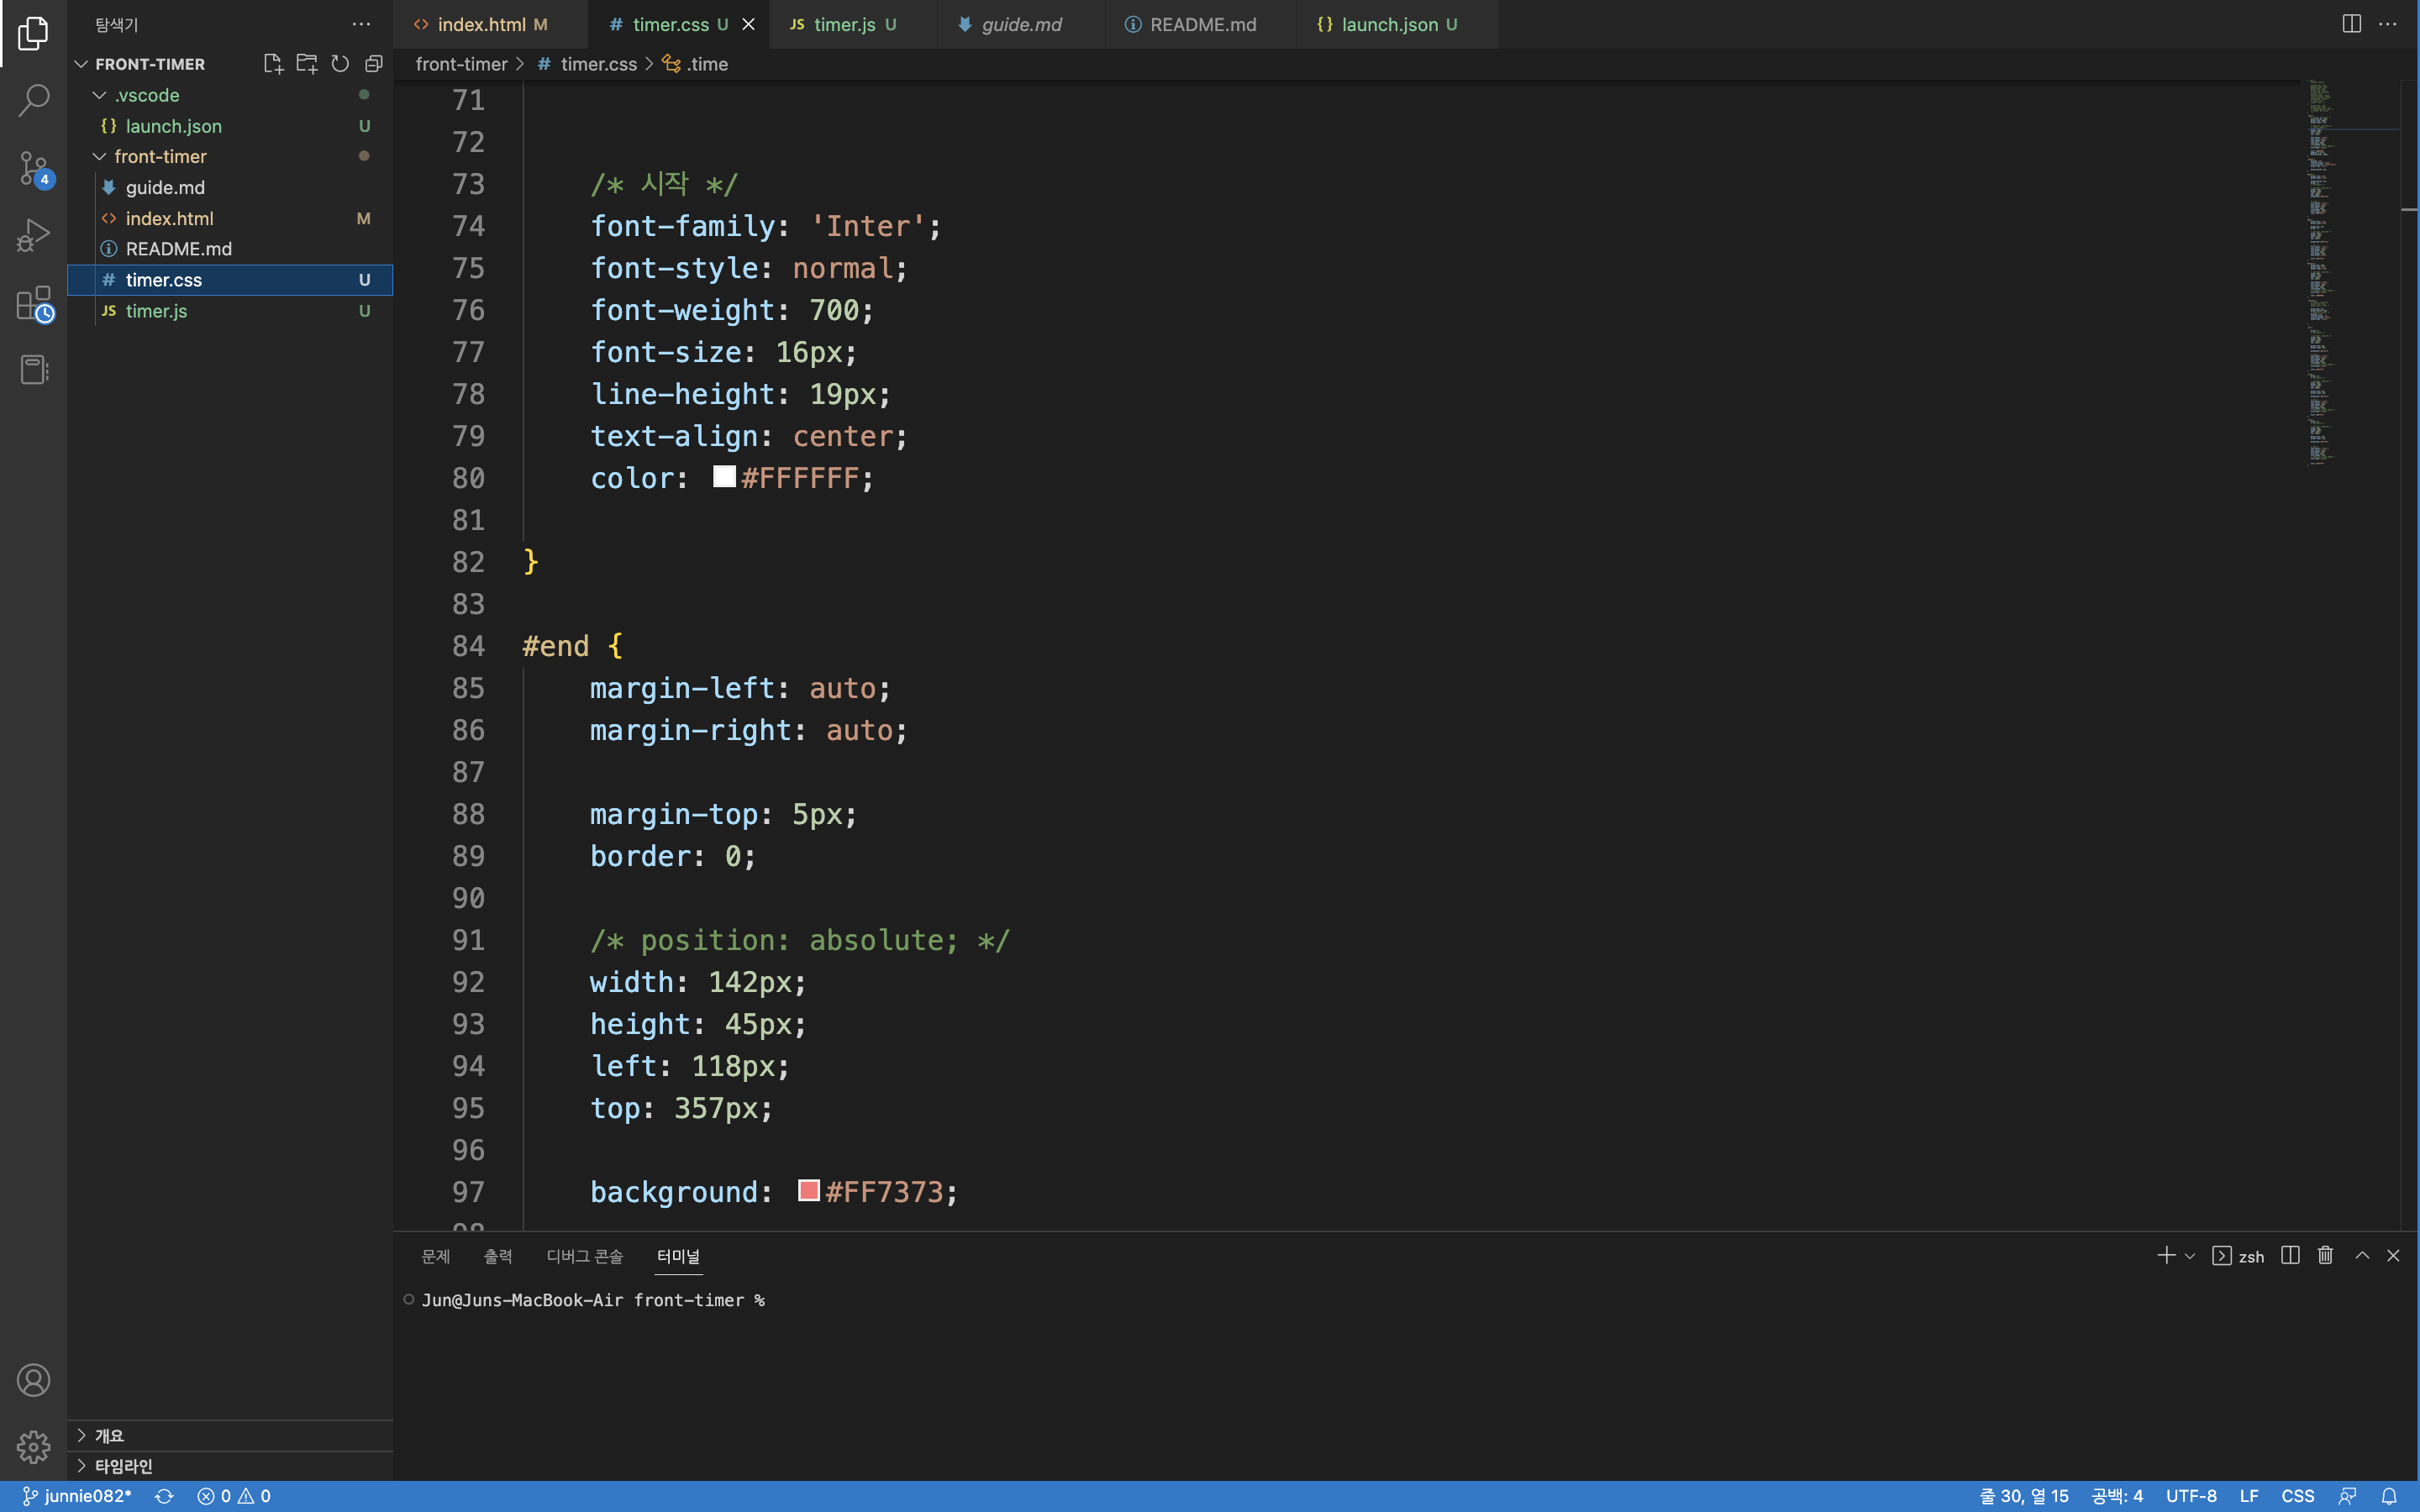 탐색기
index.html M
# timer.css U
JS timer.js U
guide.md
README.md
{} launch.json U
FRONT-TIMER
front-timer > # timer.css > .time
.vscode
{} launch.json U
front-timer
guide.md
index.html M
README.md
# timer.css U
JS timer.js U
4
71
72
73 /* 시작 */
74 font-family: 'Inter';
75 font-style: normal;
76 font-weight: 700;
77 font-size: 16px;
78 line-height: 19px;
79 text-align: center;
80 color: #FFFFFF;
81
82 }
83
84 #end {
85 margin-left: auto;
86 margin-right: auto;
87
88 margin-top: 5px;
89 border: 0;
90
91 /* position: absolute; */
92 width: 142px;
93 height: 45px;
94 left: 118px;
95 top: 357px;
96
97 background: #FF7373;
98
문제 출력 디버그 콘솔 터미널
zsh
Jun@Juns-MacBook-Air front-timer %
개요
타임라인
junnie082* 0 0
줄 30, 열 15 공백: 4 UTF-8 LF CSS